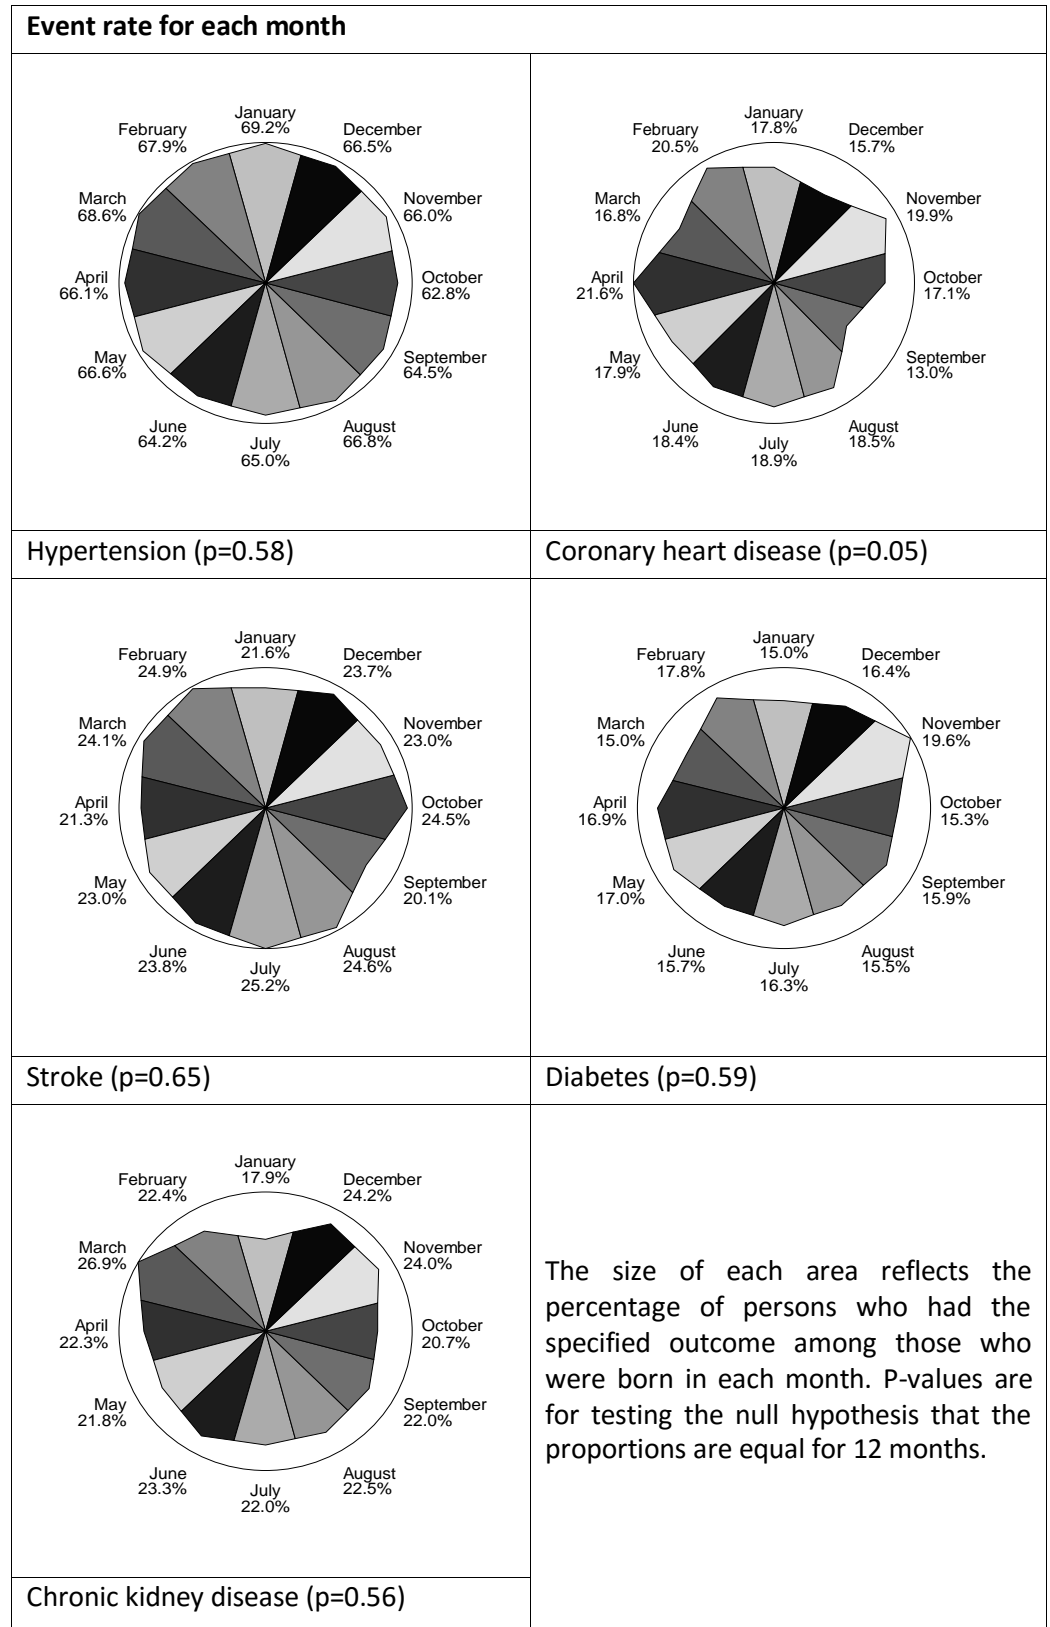 Event rate for each month
January
69.2%
February
67.9%
December
66.5%
March
68.6%
November
66.0%
April
66.1%
October
62.8%
May
66.6%
September
64.5%
June
64.2%
July
65.0%
August
66.8%
Hypertension (p=0.58)
January
17.8%
February
20.5%
December
15.7%
March
16.8%
November
19.9%
April
21.6%
October
17.1%
May
17.9%
September
13.0%
June
18.4%
July
18.9%
August
18.5%
Coronary heart disease (p=0.05)
January
21.6%
February
24.9%
December
23.7%
March
24.1%
November
23.0%
April
21.3%
October
24.5%
May
23.0%
September
20.1%
June
23.8%
July
25.2%
August
24.6%
Stroke (p=0.65)
January
15.0%
February
17.8%
December
16.4%
March
15.0%
November
19.6%
April
16.9%
October
15.3%
May
17.0%
September
15.9%
June
15.7%
July
16.3%
August
15.5%
Diabetes (p=0.59)
January
17.9%
February
22.4%
December
24.2%
March
26.9%
November
24.0%
April
22.3%
October
20.7%
May
21.8%
September
22.0%
June
23.3%
July
22.0%
August
22.5%
Chronic kidney disease (p=0.56)
The size of each area reflects the
percentage of persons who had the
specified outcome among those who
were born in each month. P-values are
for testing the null hypothesis that the
proportions are equal for 12 months.